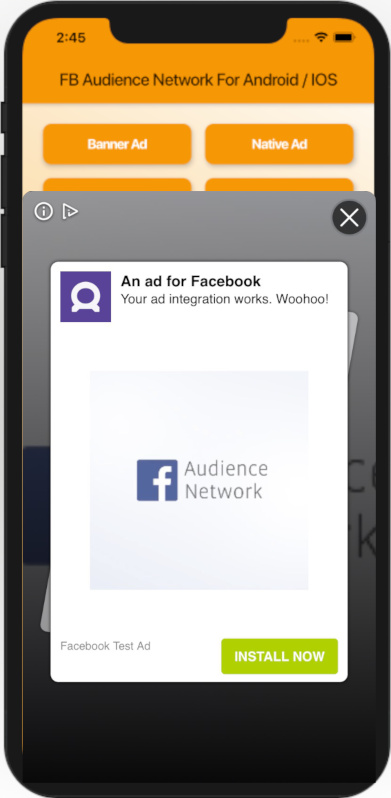 2:45
FB Audience Network For Android / IOS
Banner Ad
Native Ad
An ad for Facebook
Your ad integration works. Woohoo!
f Audience
Network
Facebook Test Ad
INSTALL NOW